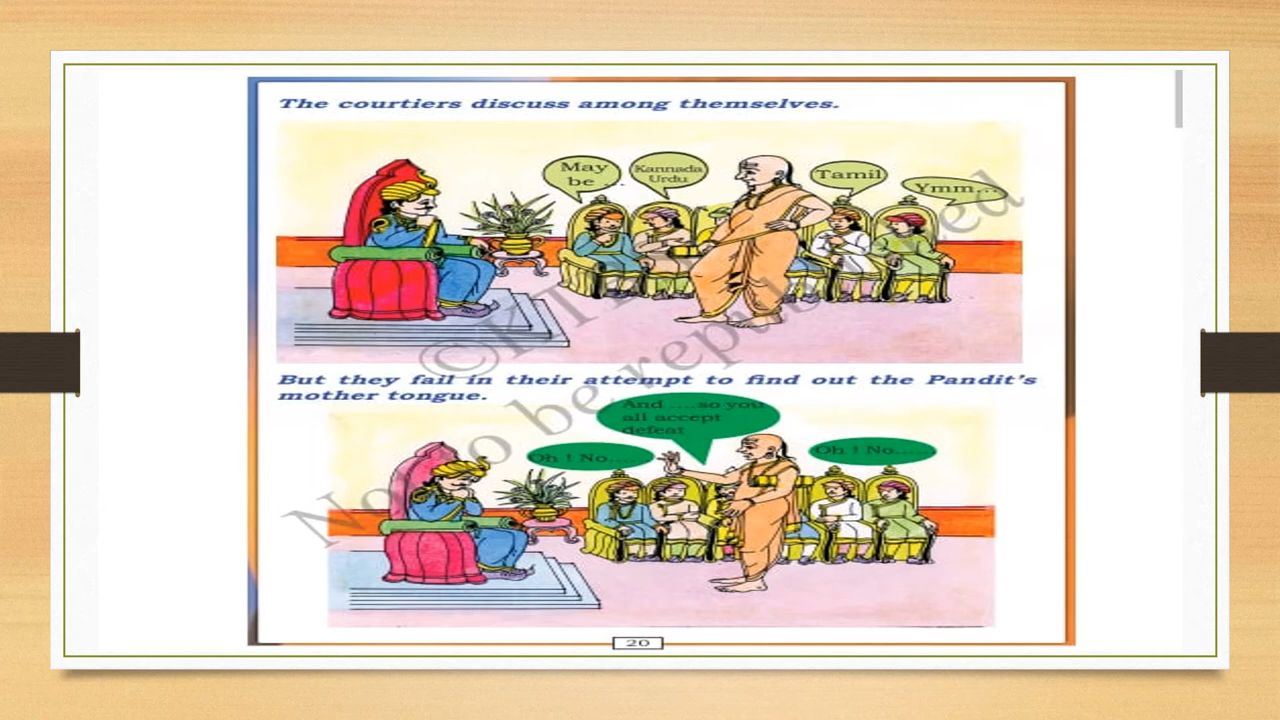 The courtiers discuss among themselves.
May
be ...
Kannada
Urdu
Tamil
Ymm...
But they fail in their attempt to find out the Pandit's
mother tongue.
And ....so you
all accept
defeat
Oh ! No.....
Oh ! No......
20